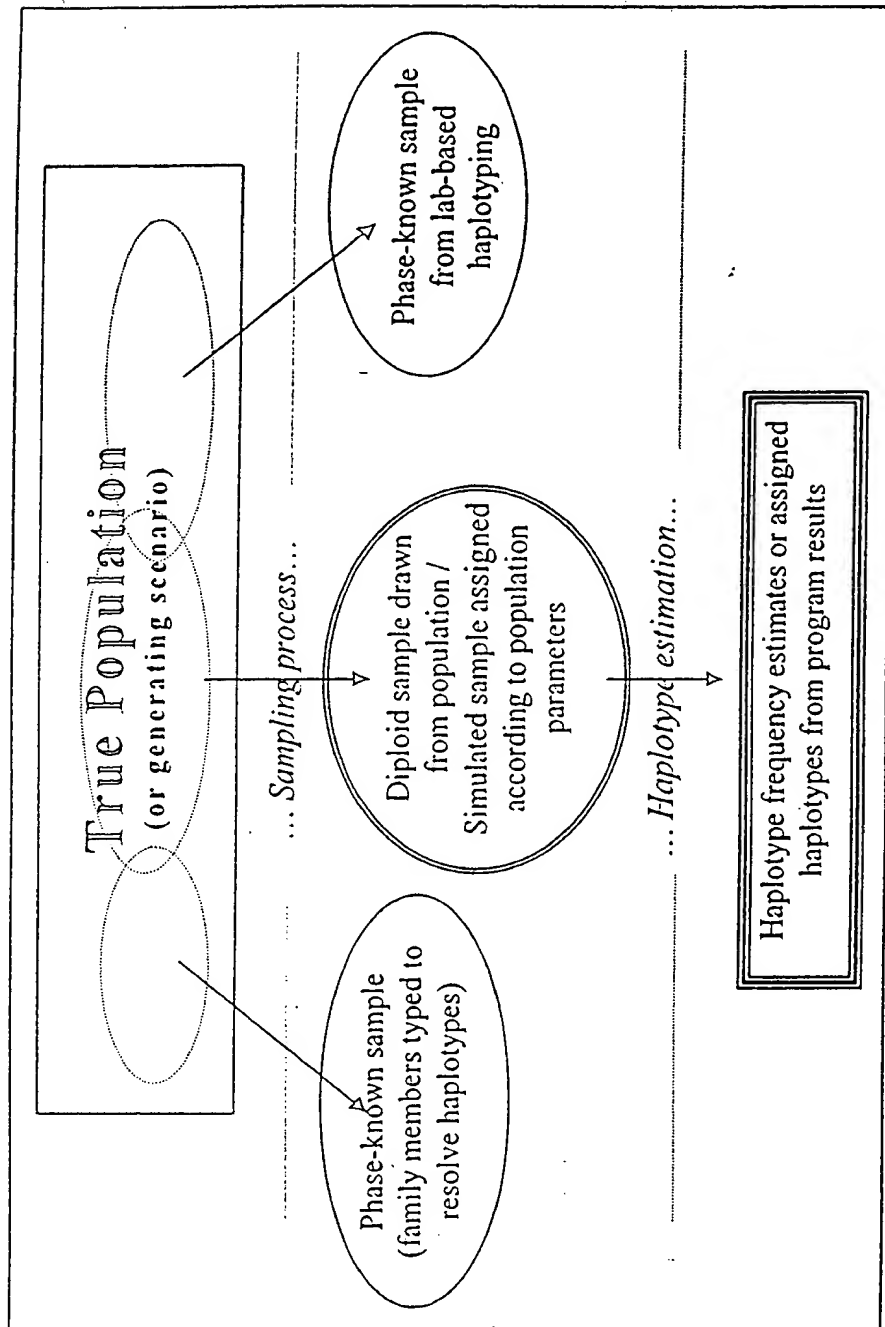 True Population
(or generating scenario)
... Sampling process...
Phase-known sample
(family members typed to
resolve haplotypes)
Diploid sample drawn
from population /
Simulated sample assigned
according to population
parameters
Phase-known sample
from lab-based
haplotyping
... Haplotype estimation...
Haplotype frequency estimates or assigned
haplotypes from program results